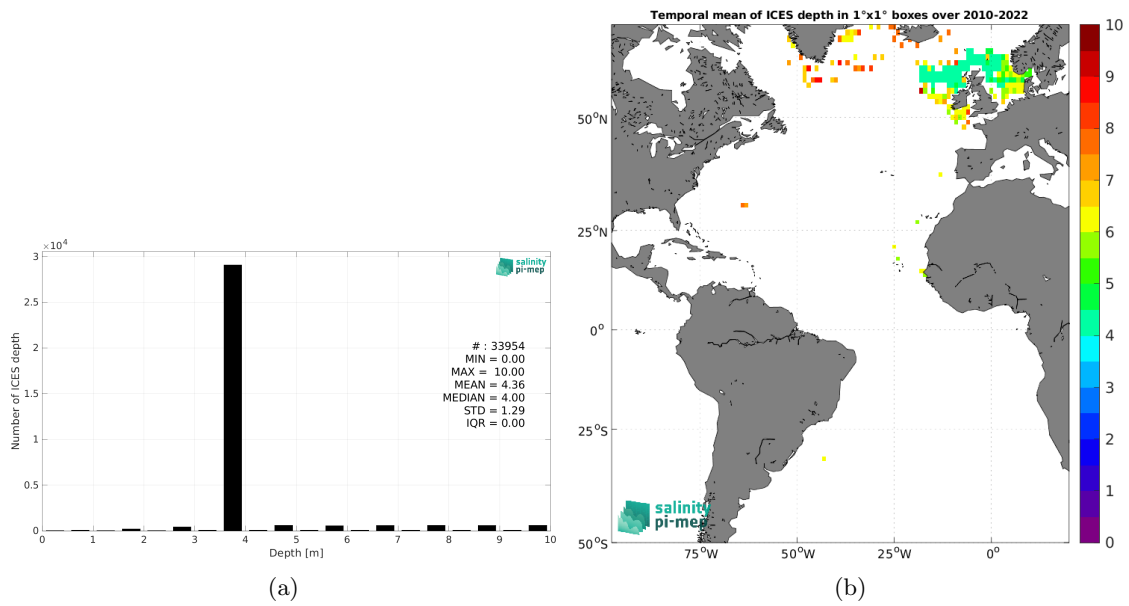 ×10⁴
3
2.5
2
1.5
1
0.5
0
0 1 2 3 4 5 6 7 8 9 10
Number of ICES depth
Depth [m]
salinity
pi-mep
# : 33954
MIN = 0.00
MAX = 10.00
MEAN = 4.36
MEDIAN = 4.00
STD = 1.29
IQR = 0.00
(a)
Temporal mean of ICES depth in 1°x1° boxes over 2010-2022
50°N
25°N
0°
25°S
50°S
75°W 50°W 25°W 0°
salinity
pi-mep
10
9
8
7
6
5
4
3
2
1
0
(b)